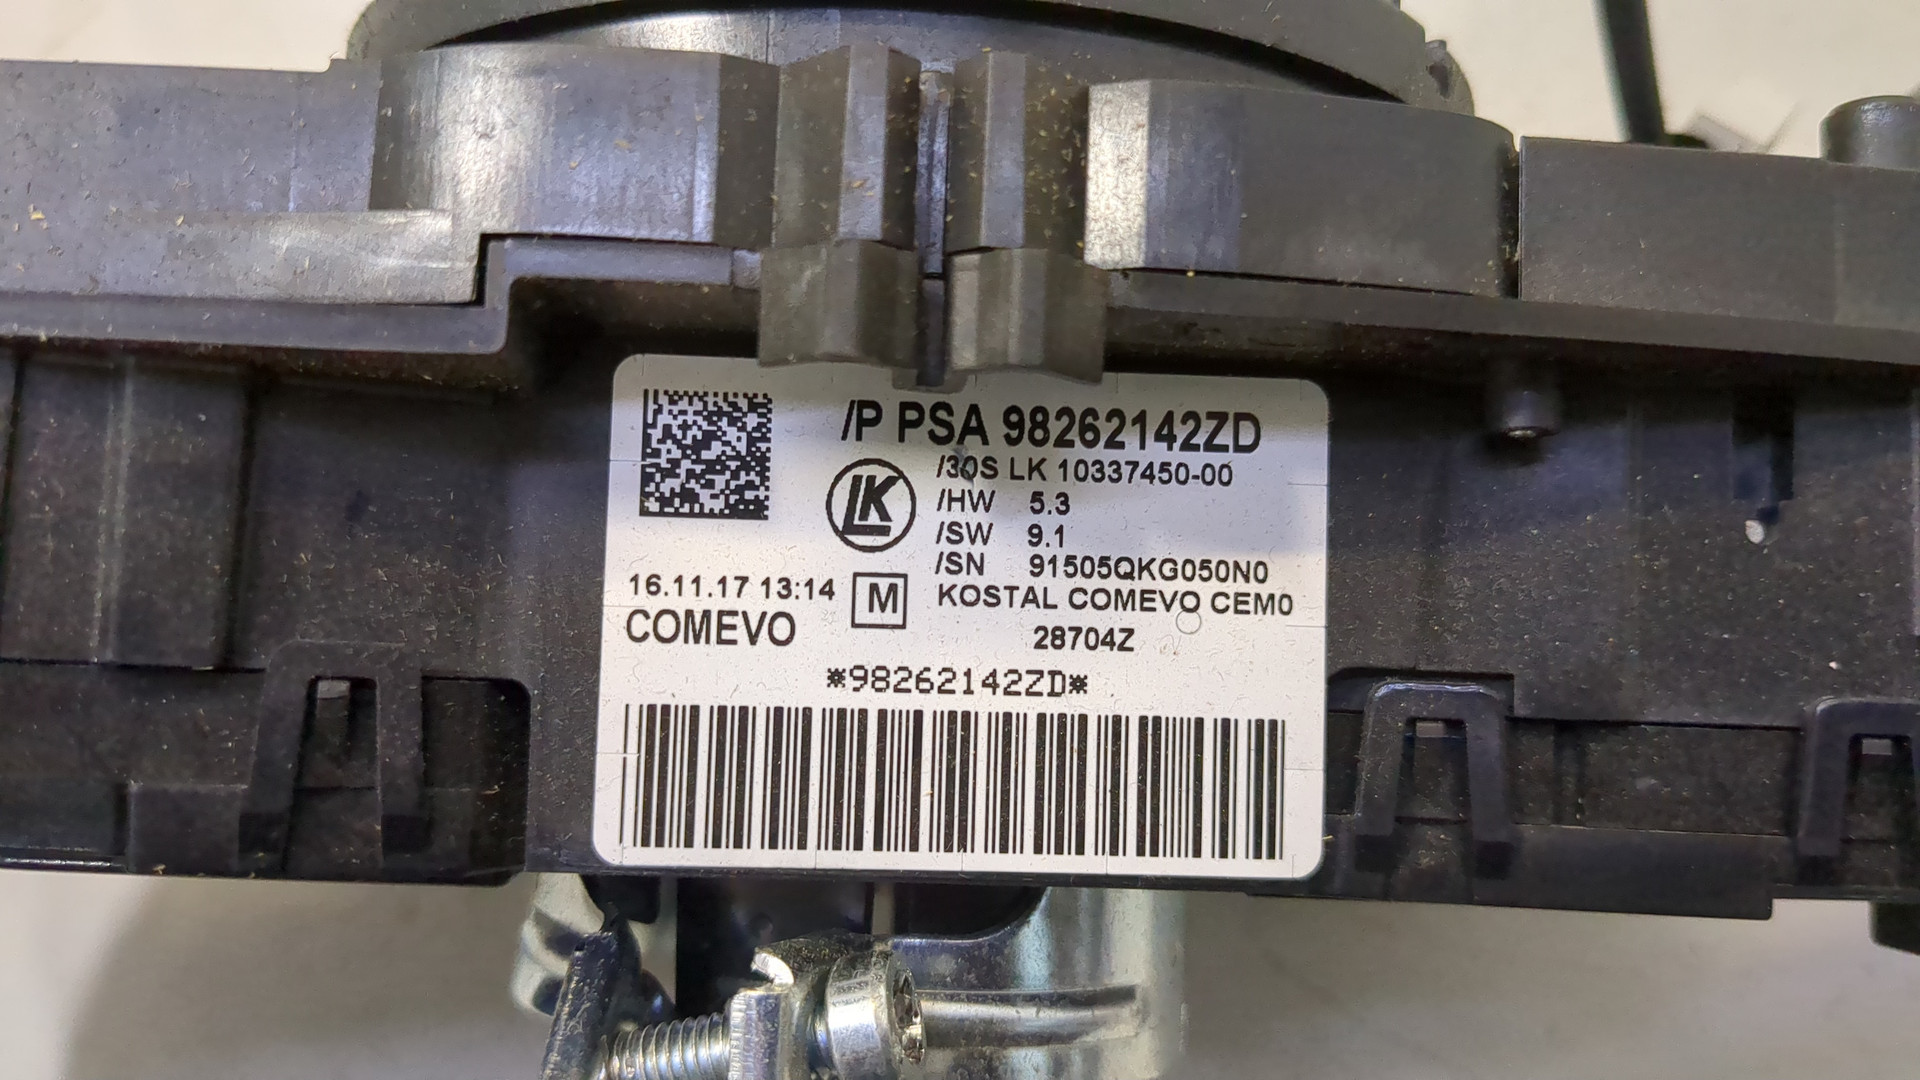 /P PSA 98262142ZD
/30S LK 10337450-00
LK
/HW 5.3
/SW 9.1
/SN 91505QKG050N0
16.11.17 13:14
M
KOSTAL COMEVO CEM0
COMEVO
28704Z
*98262142ZD*